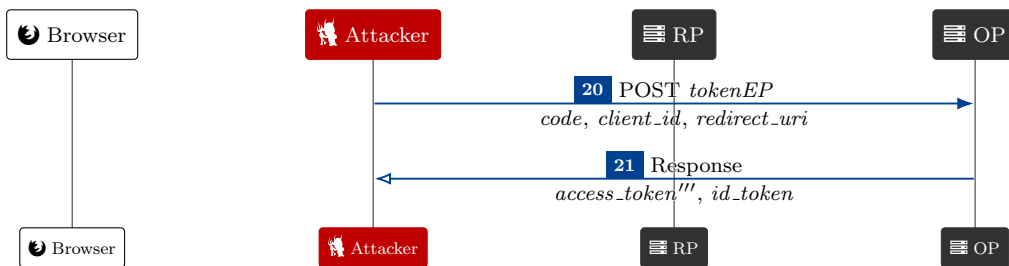 Browser Attacker RP OP
20 POST tokenEP
code, client_id, redirect_uri
21 Response
access_token′′′, id_token
Browser Attacker RP OP